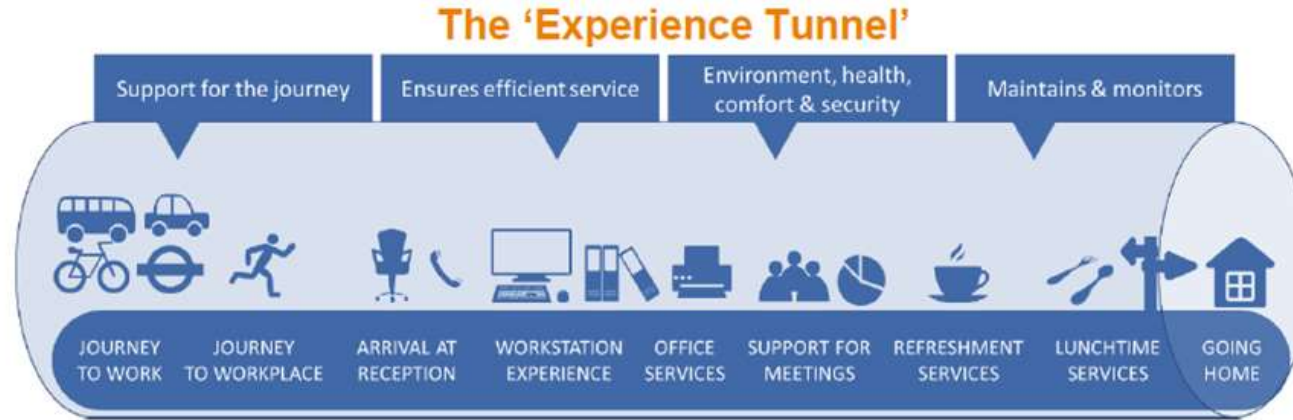 The ‘Experience Tunnel’
Support for the journey
Ensures efficient service
Environment, health,
comfort & security
Maintains & monitors
JOURNEY
TO WORK
JOURNEY
TO WORKPLACE
ARRIVAL AT
RECEPTION
WORKSTATION
EXPERIENCE
OFFICE
SERVICES
SUPPORT FOR
MEETINGS
REFRESHMENT
SERVICES
LUNCHTIME
SERVICES
GOING
HOME